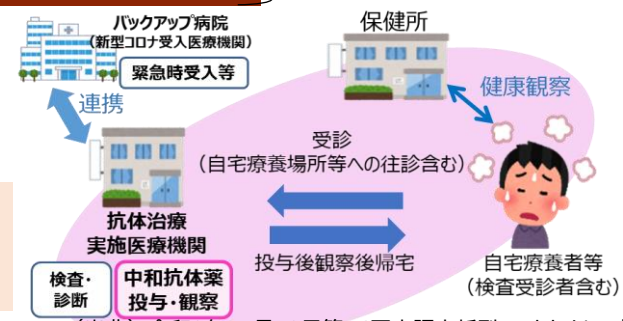 バックアップ病院
（新型コロナ受入医療機関）
緊急時受入等
保健所
健康観察
連携
受診
（自宅療養場所等への往診含む）
抗体治療
実施医療機関
検査・
診断
中和抗体薬
投与・観察
投与後観察後帰宅
自宅療養者等
（検査受診者含む）